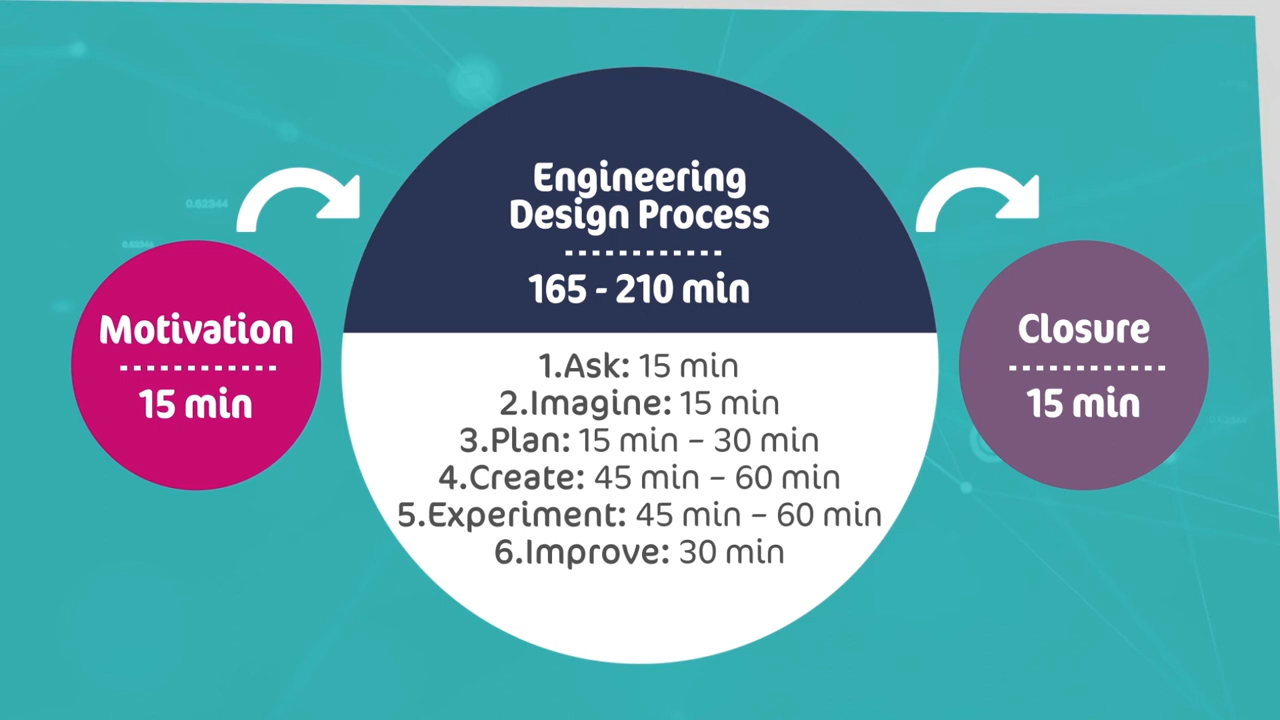 Motivation
15 min
Engineering
Design Process
165 - 210 min
1.Ask: 15 min
2.Imagine: 15 min
3.Plan: 15 min – 30 min
4.Create: 45 min – 60 min
5.Experiment: 45 min – 60 min
6.Improve: 30 min
Closure
15 min